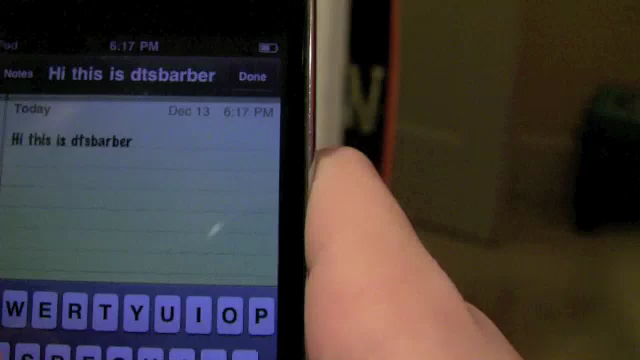 6:17 PM
Notes Hi this is dtsbarber Done
Today Dec 13 6:17 PM
Hi this is dtsbarber
W E R T Y U I O P